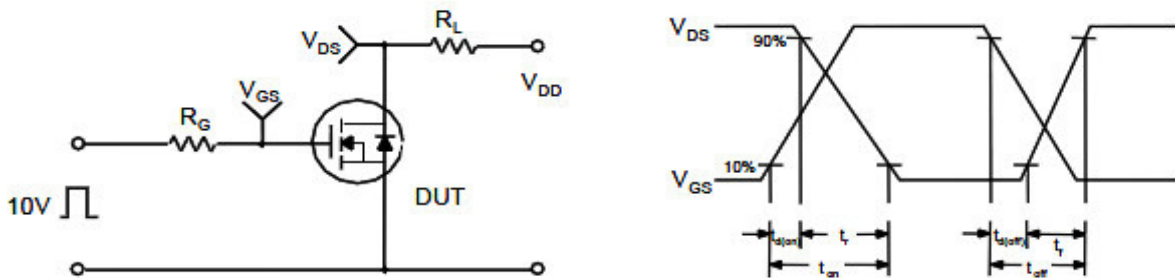 V_DS
R_L
V_DD
V_GS
R_G
10V
DUT
V_DS
90%
10%
V_GS
t_d(on)
t_r
t_d(off)
t_f
t_on
t_off